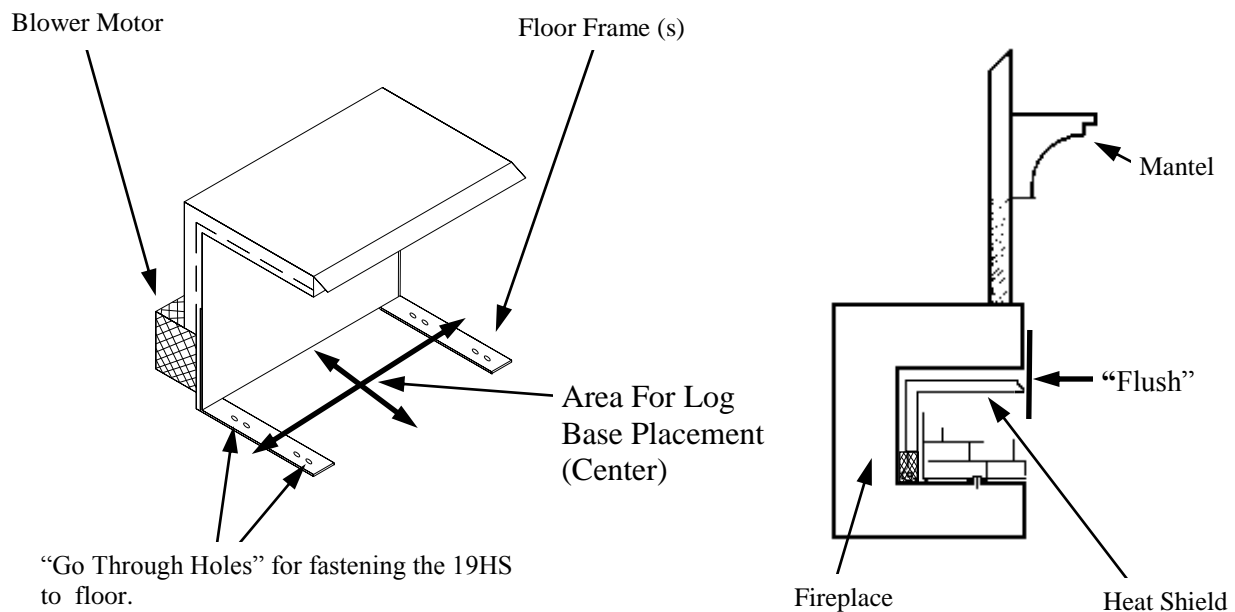 Blower Motor
Floor Frame (s)
Mantel
“Flush”
Area For Log
Base Placement
(Center)
“Go Through Holes” for fastening the 19HS
to floor.
Fireplace
Heat Shield